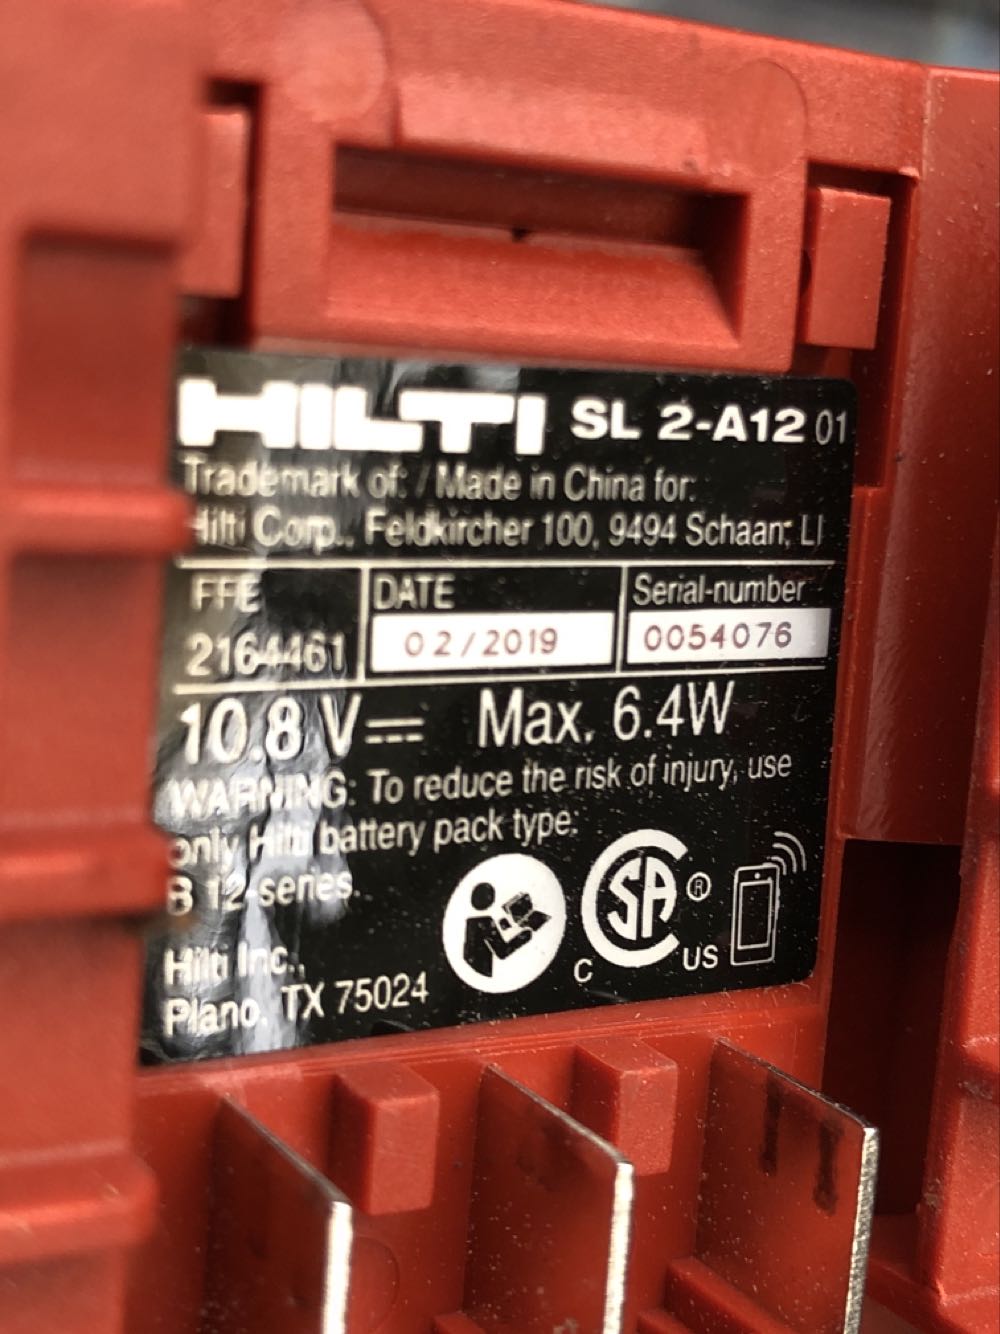 HILTI SL 2-A12 01
Trademark of: / Made in China for:
Hilti Corp., Feldkircher 100, 9494 Schaan, LI
FFE DATE Serial-number
2164461 02/2019 0054076
10.8 V Max. 6.4W
WARNING: To reduce the risk of injury, use
only Hilti battery pack type:
B 12-series.
Hilti Inc.,
Plano, TX 75024
C SA ® C US